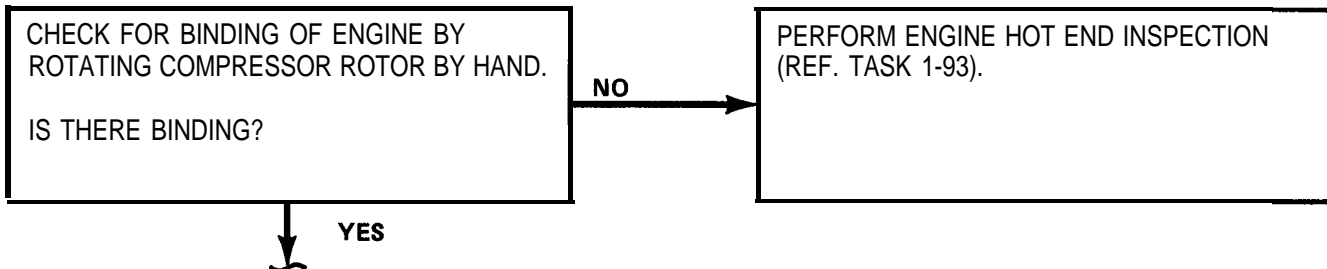 CHECK FOR BINDING OF ENGINE BY
ROTATING COMPRESSOR ROTOR BY HAND.
IS THERE BINDING?
NO
PERFORM ENGINE HOT END INSPECTION
(REF. TASK 1-93).
YES